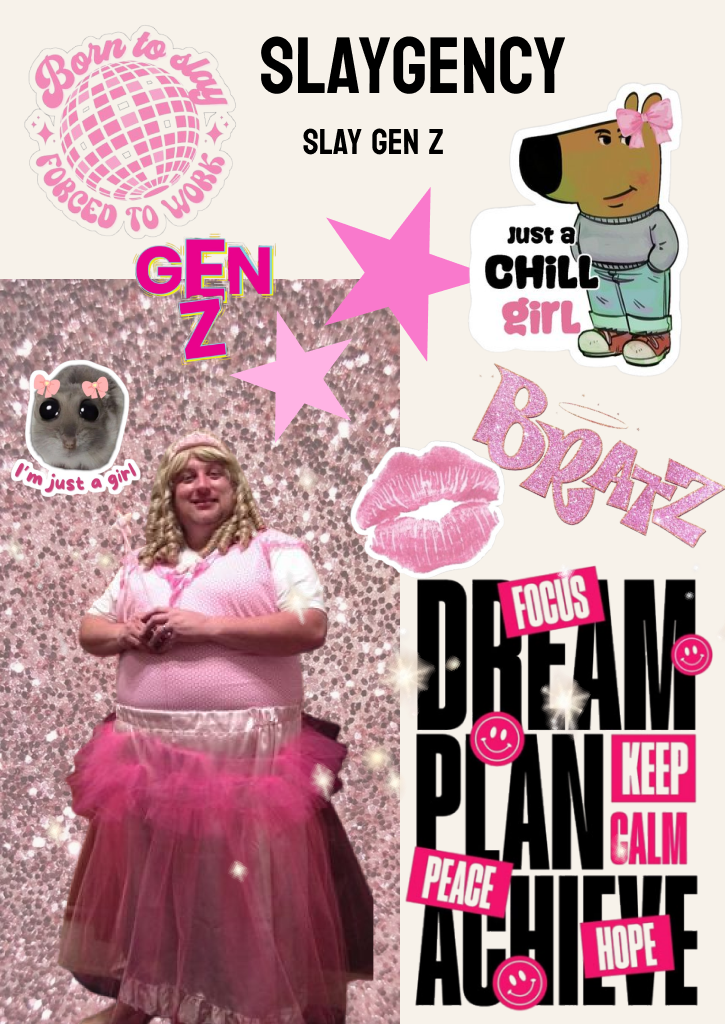 Born to slay
FORCED TO WORK
SLAYGENCY
SLAY GEN Z
GEN
Z
Just a
CHiLL
girl
I'm just a girl
BRATZ
FOCUS
DREAM
PLAN
KEEP
CALM
PEACE
ACHIEVE
HOPE